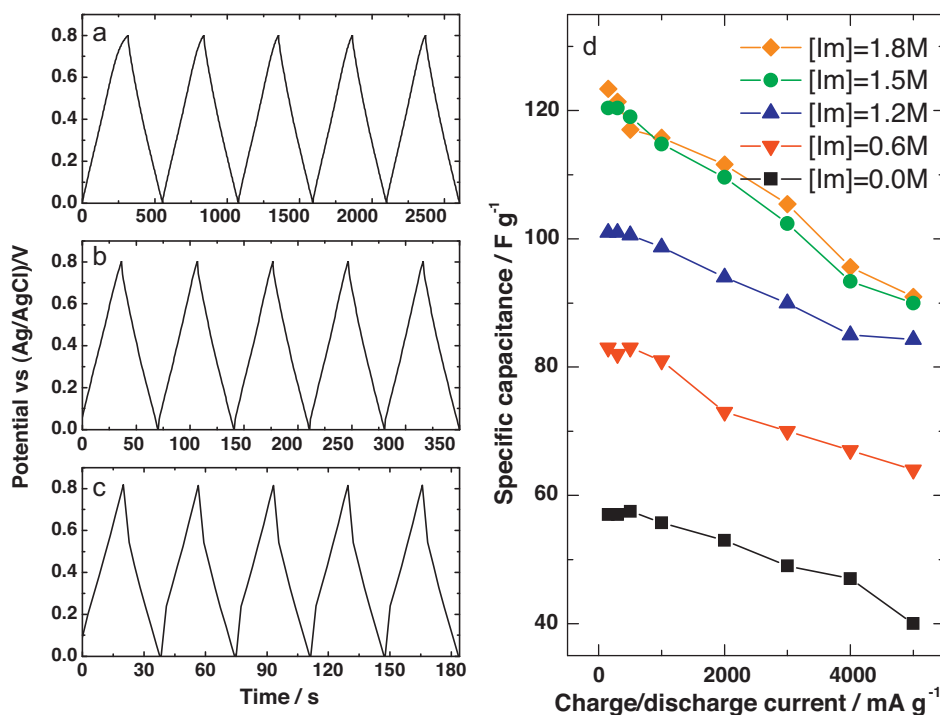 a
0.8
0.6
0.4
0.2
0.0
0 500 1000 1500 2000 2500
b
0.8
0.6
0.4
0.2
0.0
0 50 100 150 200 250 300 350
c
0.8
0.6
0.4
0.2
0.0
0 30 60 90 120 150 180
Potential vs (Ag/AgCl)/V
Time / s
d
[Im]=1.8M
[Im]=1.5M
[Im]=1.2M
[Im]=0.6M
[Im]=0.0M
120
100
80
60
40
0 2000 4000
Specific capacitance / F g-1
Charge/discharge current / mA g-1